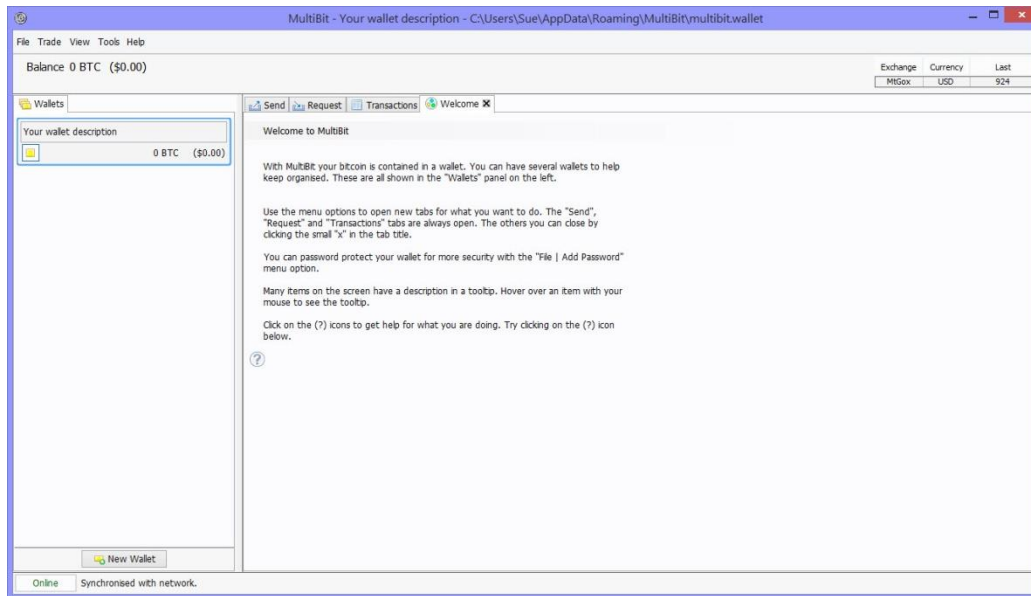 MultiBit - Your wallet description - C:\Users\Sue\AppData\Roaming\MultiBit\multibit.wallet
File Trade View Tools Help
Balance 0 BTC ($0.00)
Exchange Currency Last
MtGox USD 924
Wallets
Send Request Transactions Welcome X
Your wallet description
0 BTC ($0.00)
Welcome to MultiBit
With MultiBit your bitcoin is contained in a wallet. You can have several wallets to help
keep organised. These are all shown in the "Wallets" panel on the left.
Use the menu options to open new tabs for what you want to do. The "Send",
"Request" and "Transactions" tabs are always open. The others you can close by
clicking the small "x" in the tab title.
You can password protect your wallet for more security with the "File | Add Password"
menu option.
Many items on the screen have a description in a tooltip. Hover over an item with your
mouse to see the tooltip.
Click on the (?) icons to get help for what you are doing. Try clicking on the (?) icon
below.
?
New Wallet
Online Synchronised with network.